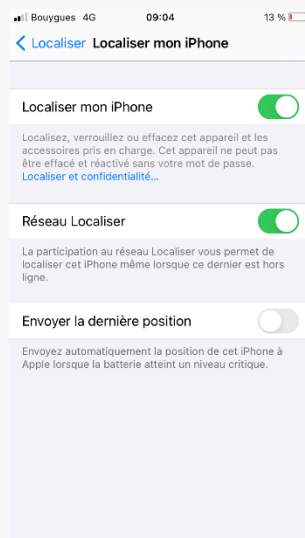 Bouygues 4G 09:04 13 %
Localiser Localiser mon iPhone
Localiser mon iPhone
Localisez, verrouillez ou effacez cet appareil et les
accessoires pris en charge. Cet appareil ne peut pas
être effacé et réactivé sans votre mot de passe.
Localiser et confidentialité...
Réseau Localiser
La participation au réseau Localiser vous permet de
localiser cet iPhone même lorsque ce dernier est hors
ligne.
Envoyer la dernière position
Envoyez automatiquement la position de cet iPhone à
Apple lorsque la batterie atteint un niveau critique.